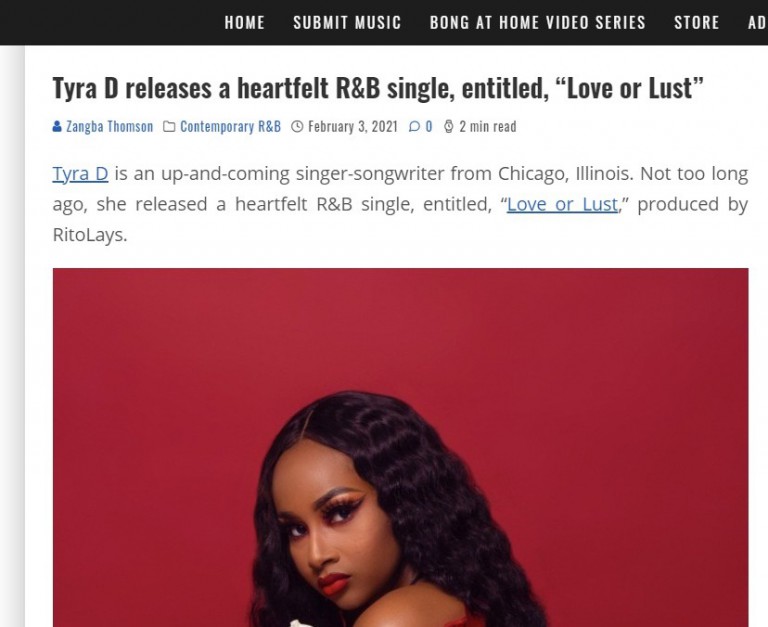 HOME SUBMIT MUSIC BONG AT HOME VIDEO SERIES STORE AD
Tyra D releases a heartfelt R&B single, entitled, “Love or Lust”
Zangba Thomson Contemporary R&B February 3, 2021 0 2 min read
Tyra D is an up-and-coming singer-songwriter from Chicago, Illinois. Not too long
ago, she released a heartfelt R&B single, entitled, “Love or Lust,” produced by
RitoLays.